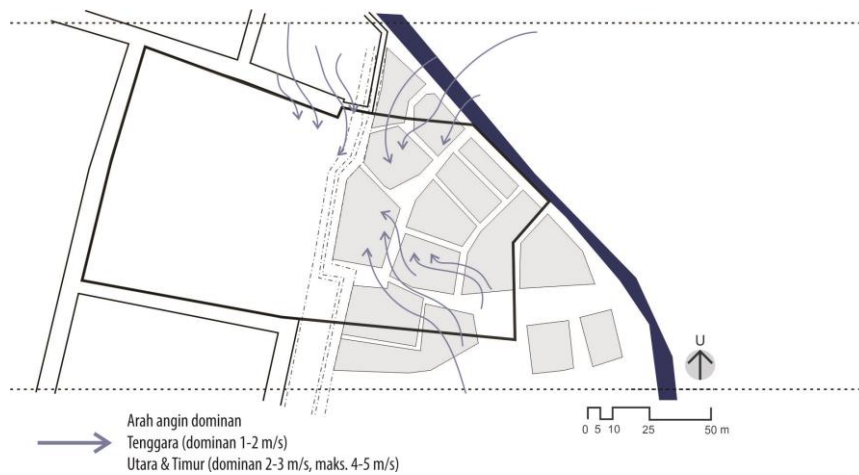 U
0 5 10 25 50 m
Arah angin dominan
Tenggara (dominan 1-2 m/s)
Utara & Timur (dominan 2-3 m/s, maks. 4-5 m/s)